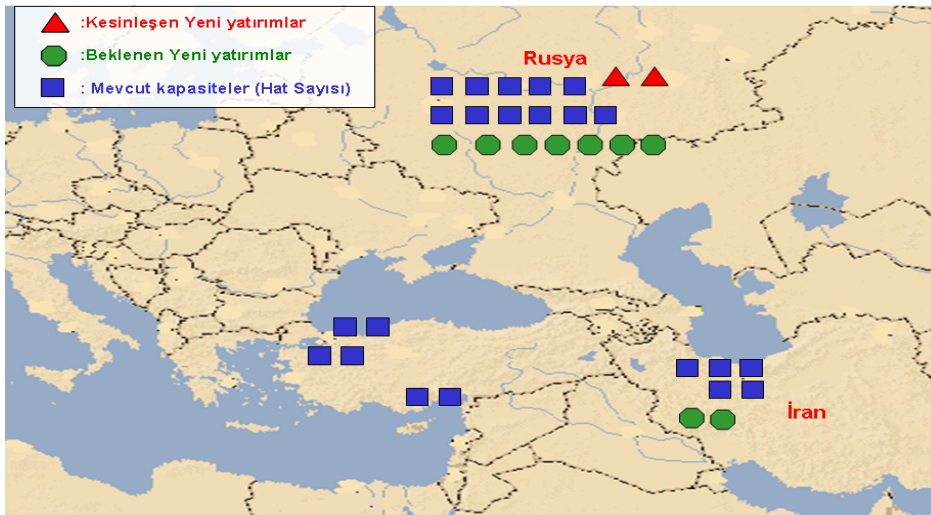 :Kesinleşen Yeni yatırımlar
:Beklenen Yeni yatırımlar
: Mevcut kapasiteler (Hat Sayısı)
Rusya
İran